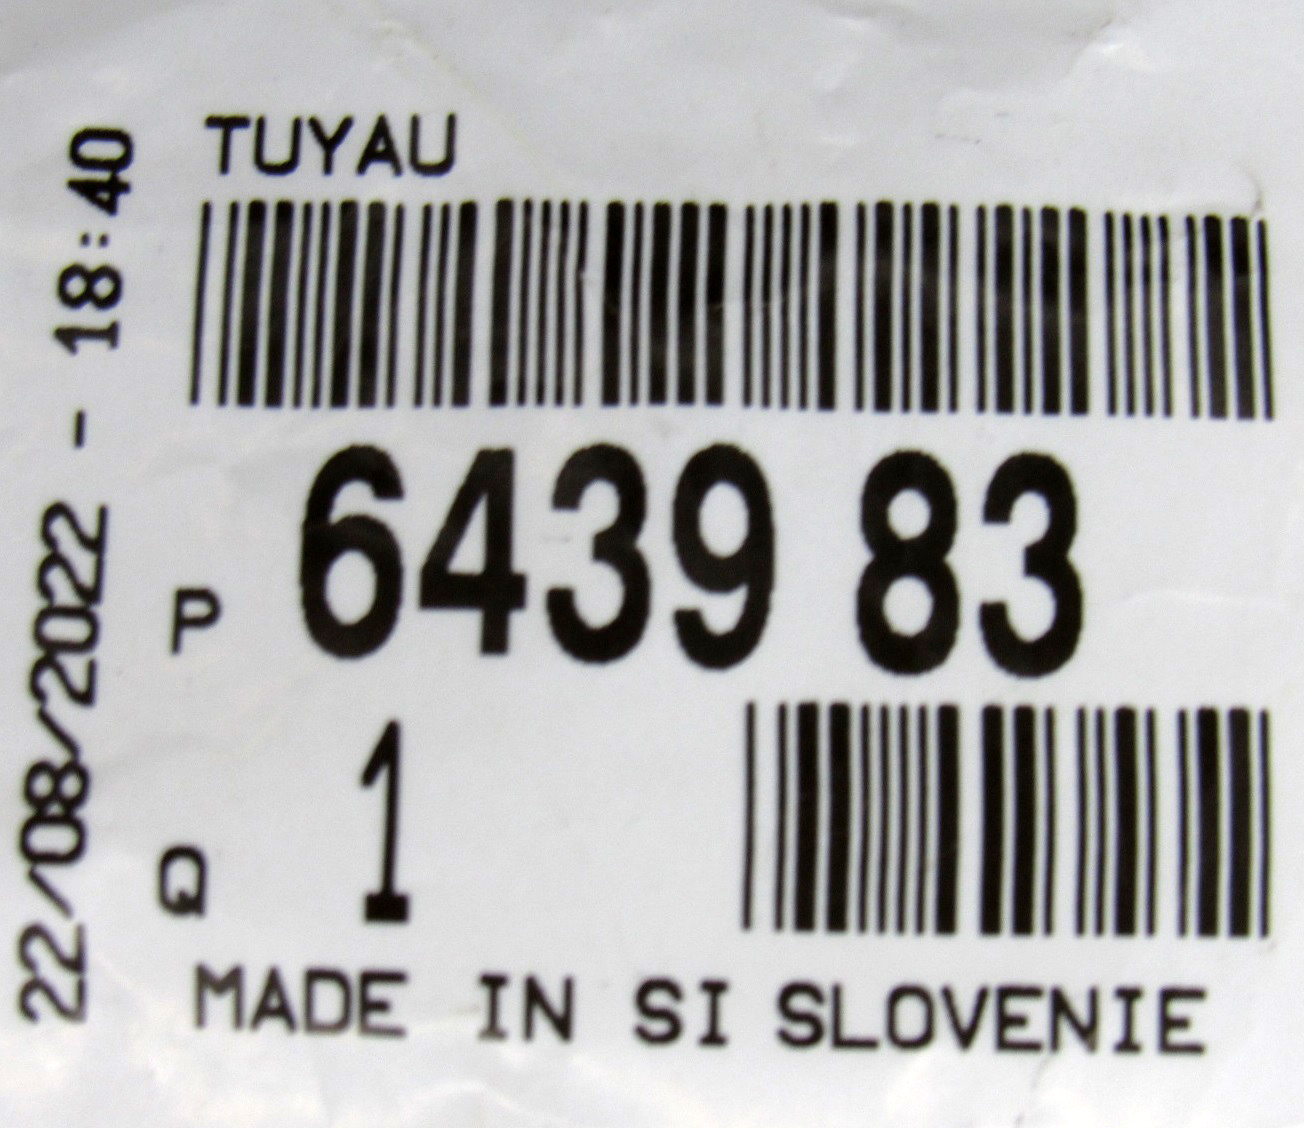 TUYAU
P 6439 83
Q 1
MADE IN SI SLOVENIE
22/08/2022 - 18:40